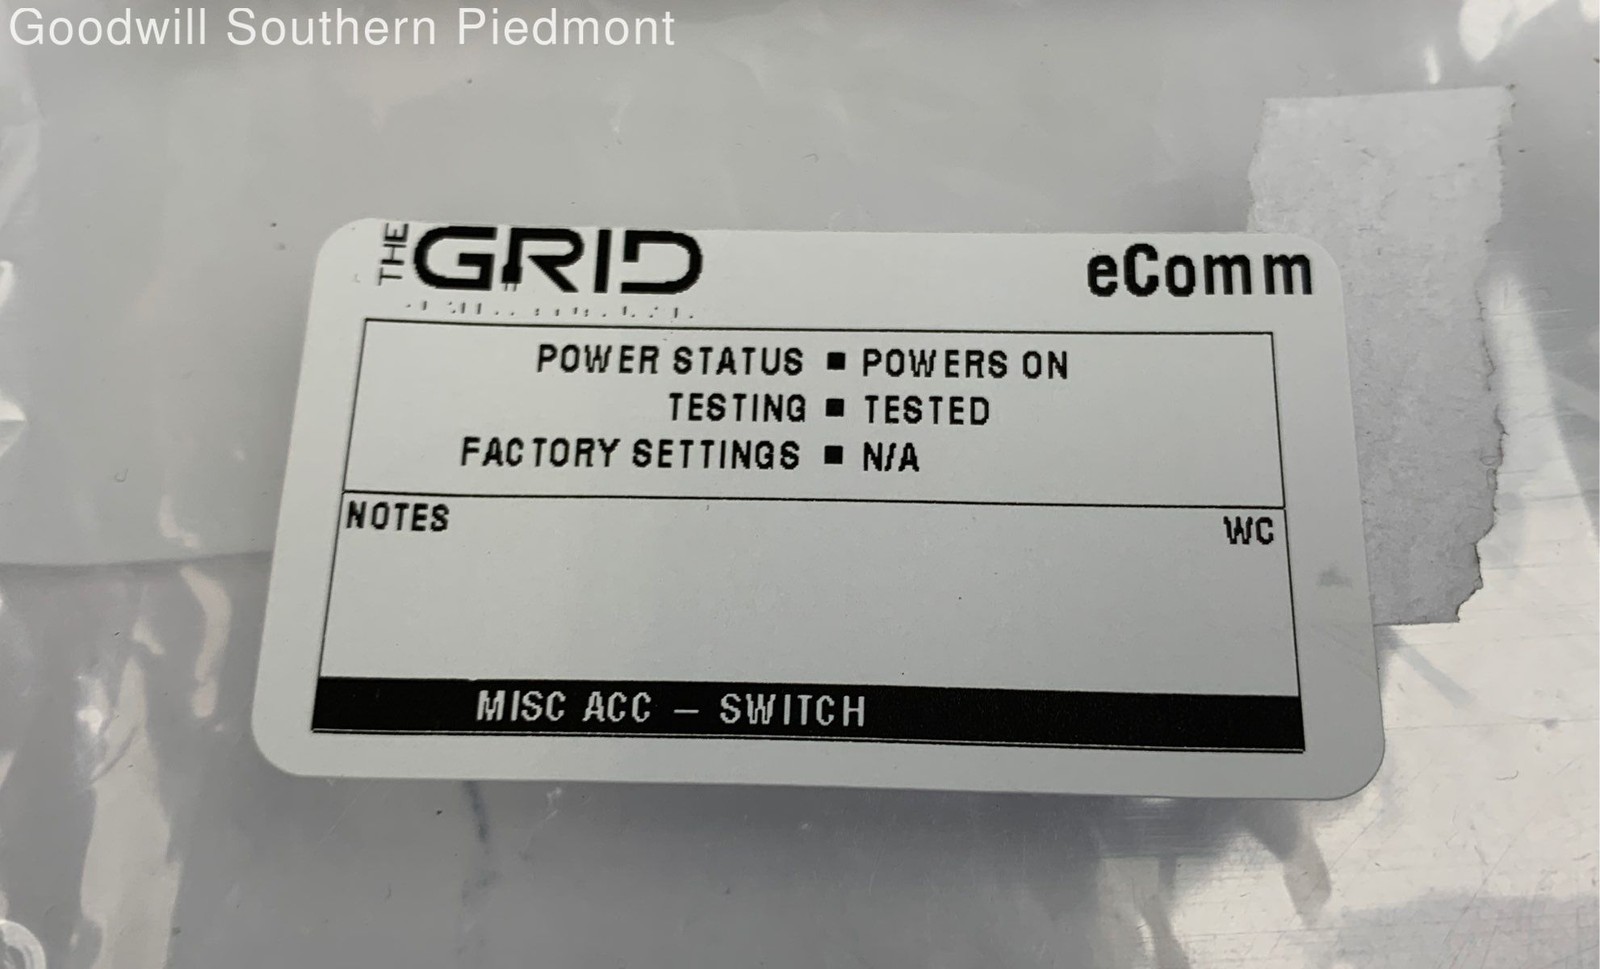 Goodwill Southern Piedmont
THE GRID
eComm
POWER STATUS ■ POWERS ON
TESTING ■ TESTED
FACTORY SETTINGS ■ N/A
NOTES
WC
MISC ACC – SWITCH